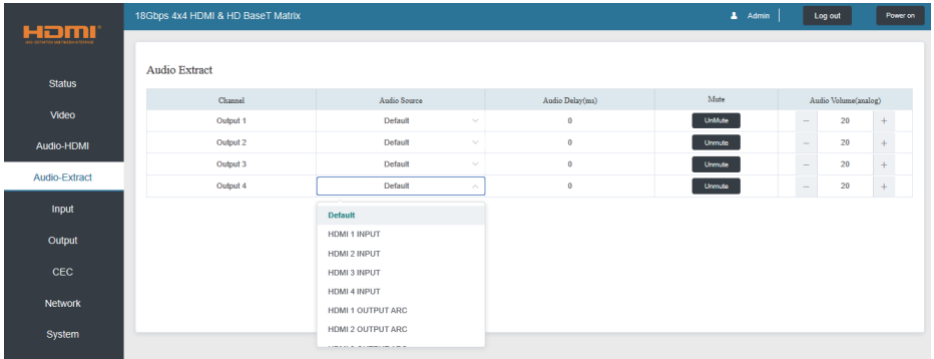 HDMI®
18Gbps 4x4 HDMI & HD BaseT Matrix
Admin
Log out
Power on
Status
Video
Audio-HDMI
Audio-Extract
Input
Output
CEC
Network
System
Audio Extract
Channel Audio Source Audio Delay(ms) Mute Audio Volume(analog)
Output 1 Default 0 UnMute − 20 +
Output 2 Default 0 Unmute − 20 +
Output 3 Default 0 Unmute − 20 +
Output 4 Default 0 Unmute − 20 +
Default
HDMI 1 INPUT
HDMI 2 INPUT
HDMI 3 INPUT
HDMI 4 INPUT
HDMI 1 OUTPUT ARC
HDMI 2 OUTPUT ARC